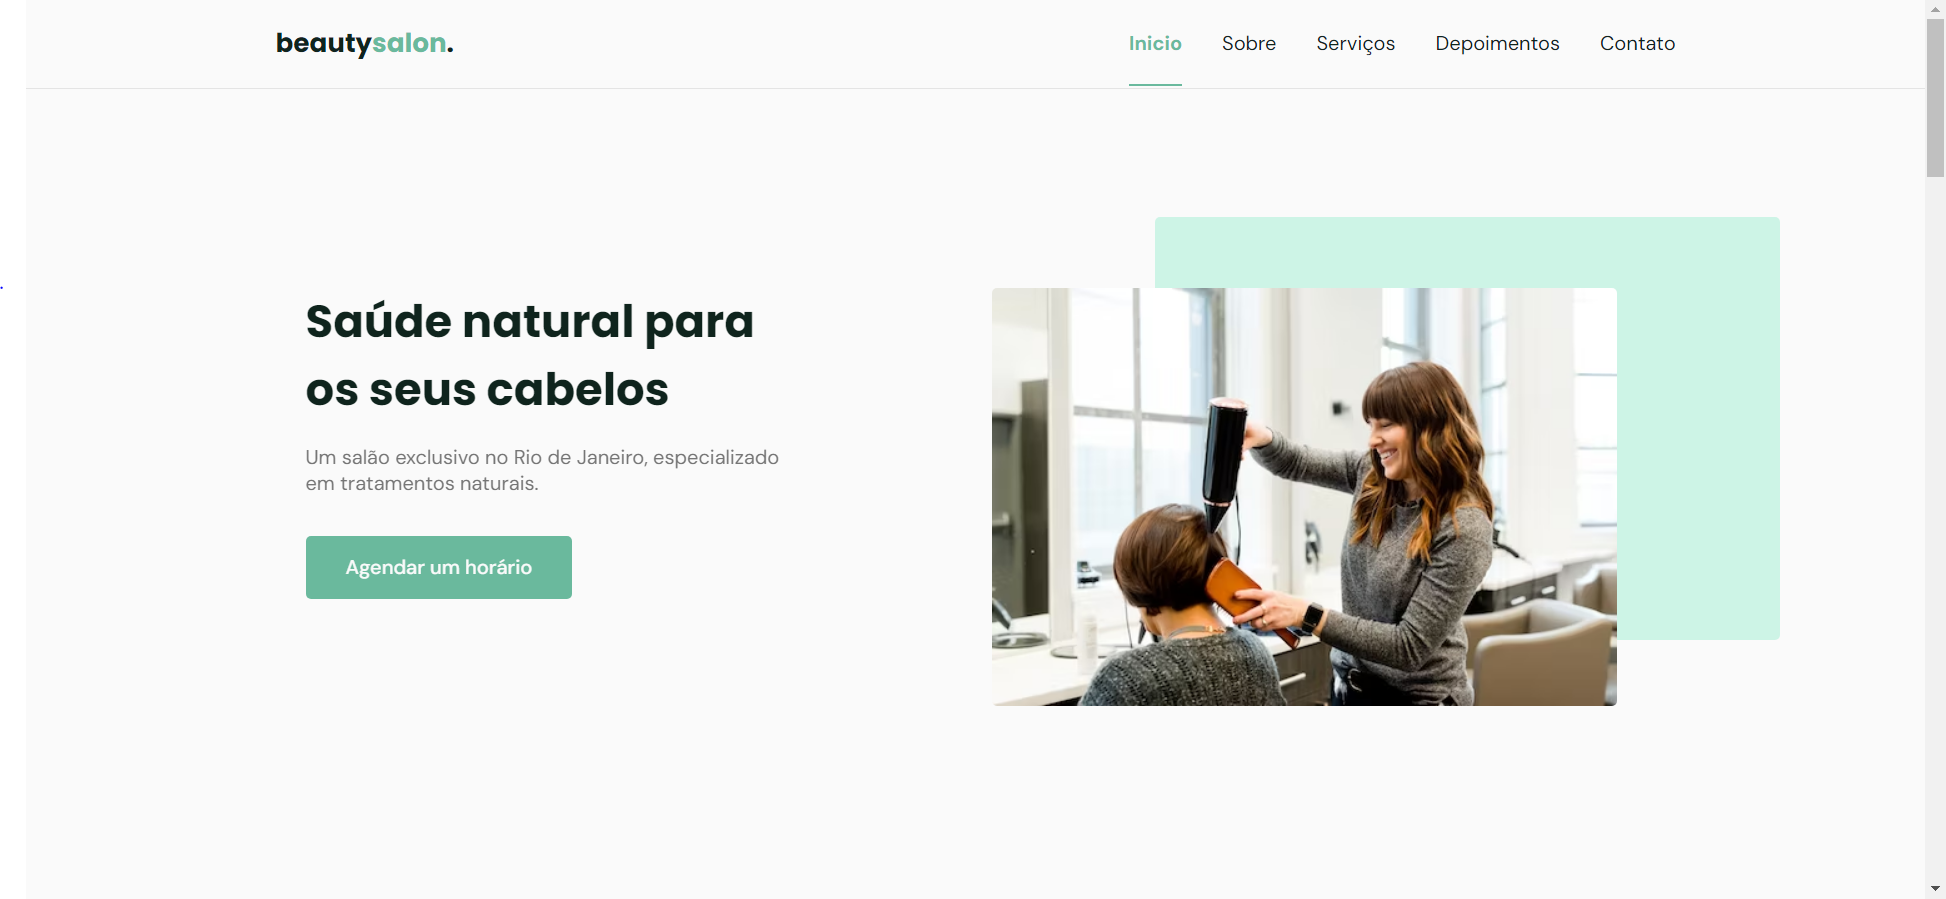 beautysalon.
Inicio Sobre Serviços Depoimentos Contato
Saúde natural para
os seus cabelos
Um salão exclusivo no Rio de Janeiro, especializado
em tratamentos naturais.
Agendar um horário